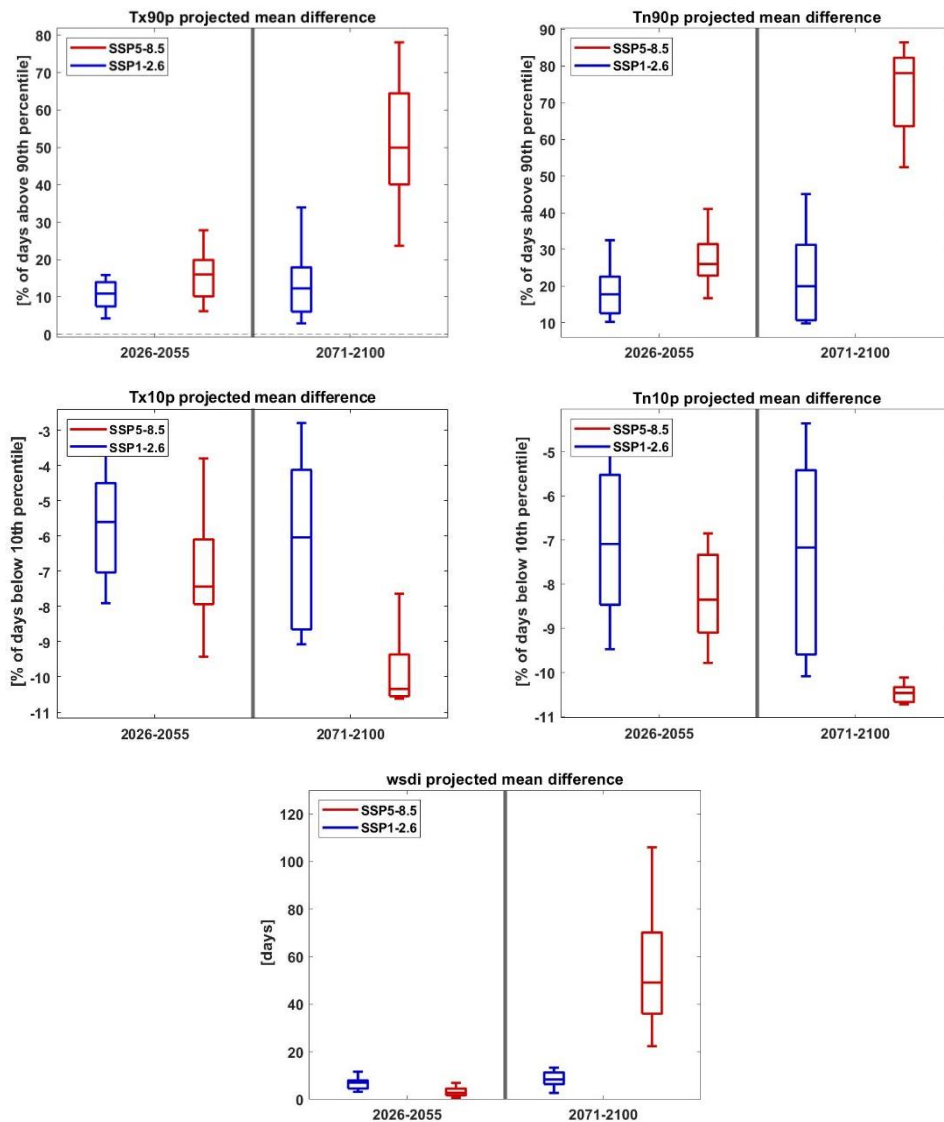 Tx90p projected mean difference
[% of days above 90th percentile]
80
70
60
50
40
30
20
10
0
SSP5-8.5
SSP1-2.6
2026-2055
2071-2100
Tn90p projected mean difference
[% of days above 90th percentile]
90
80
70
60
50
40
30
20
10
SSP5-8.5
SSP1-2.6
2026-2055
2071-2100
Tx10p projected mean difference
[% of days below 10th percentile]
-3
-4
-5
-6
-7
-8
-9
-10
-11
SSP5-8.5
SSP1-2.6
2026-2055
2071-2100
Tn10p projected mean difference
[% of days below 10th percentile]
-5
-6
-7
-8
-9
-10
-11
SSP5-8.5
SSP1-2.6
2026-2055
2071-2100
wsdi projected mean difference
[days]
120
100
80
60
40
20
0
SSP5-8.5
SSP1-2.6
2026-2055
2071-2100